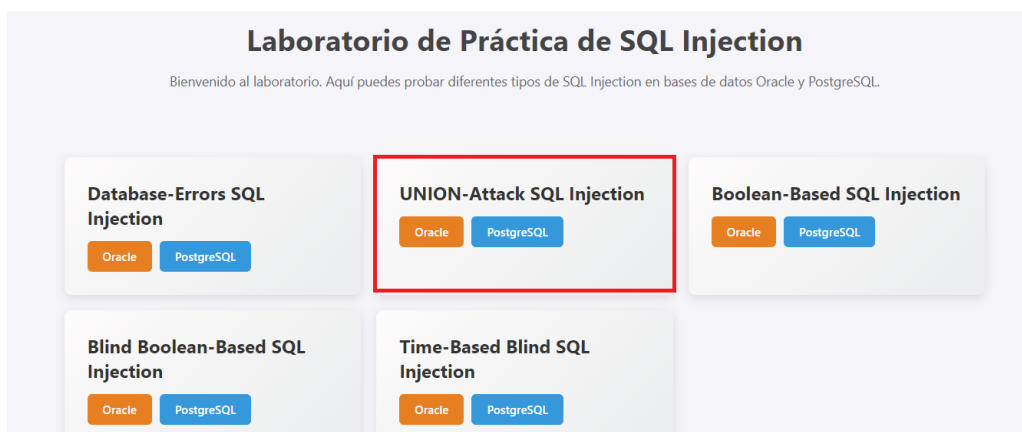 Laboratorio de Práctica de SQL Injection
Bienvenido al laboratorio. Aquí puedes probar diferentes tipos de SQL Injection en bases de datos Oracle y PostgreSQL.
Database-Errors SQL
Injection
Oracle PostgreSQL
UNION-Attack SQL Injection
Oracle PostgreSQL
Boolean-Based SQL Injection
Oracle PostgreSQL
Blind Boolean-Based SQL
Injection
Oracle PostgreSQL
Time-Based Blind SQL
Injection
Oracle PostgreSQL